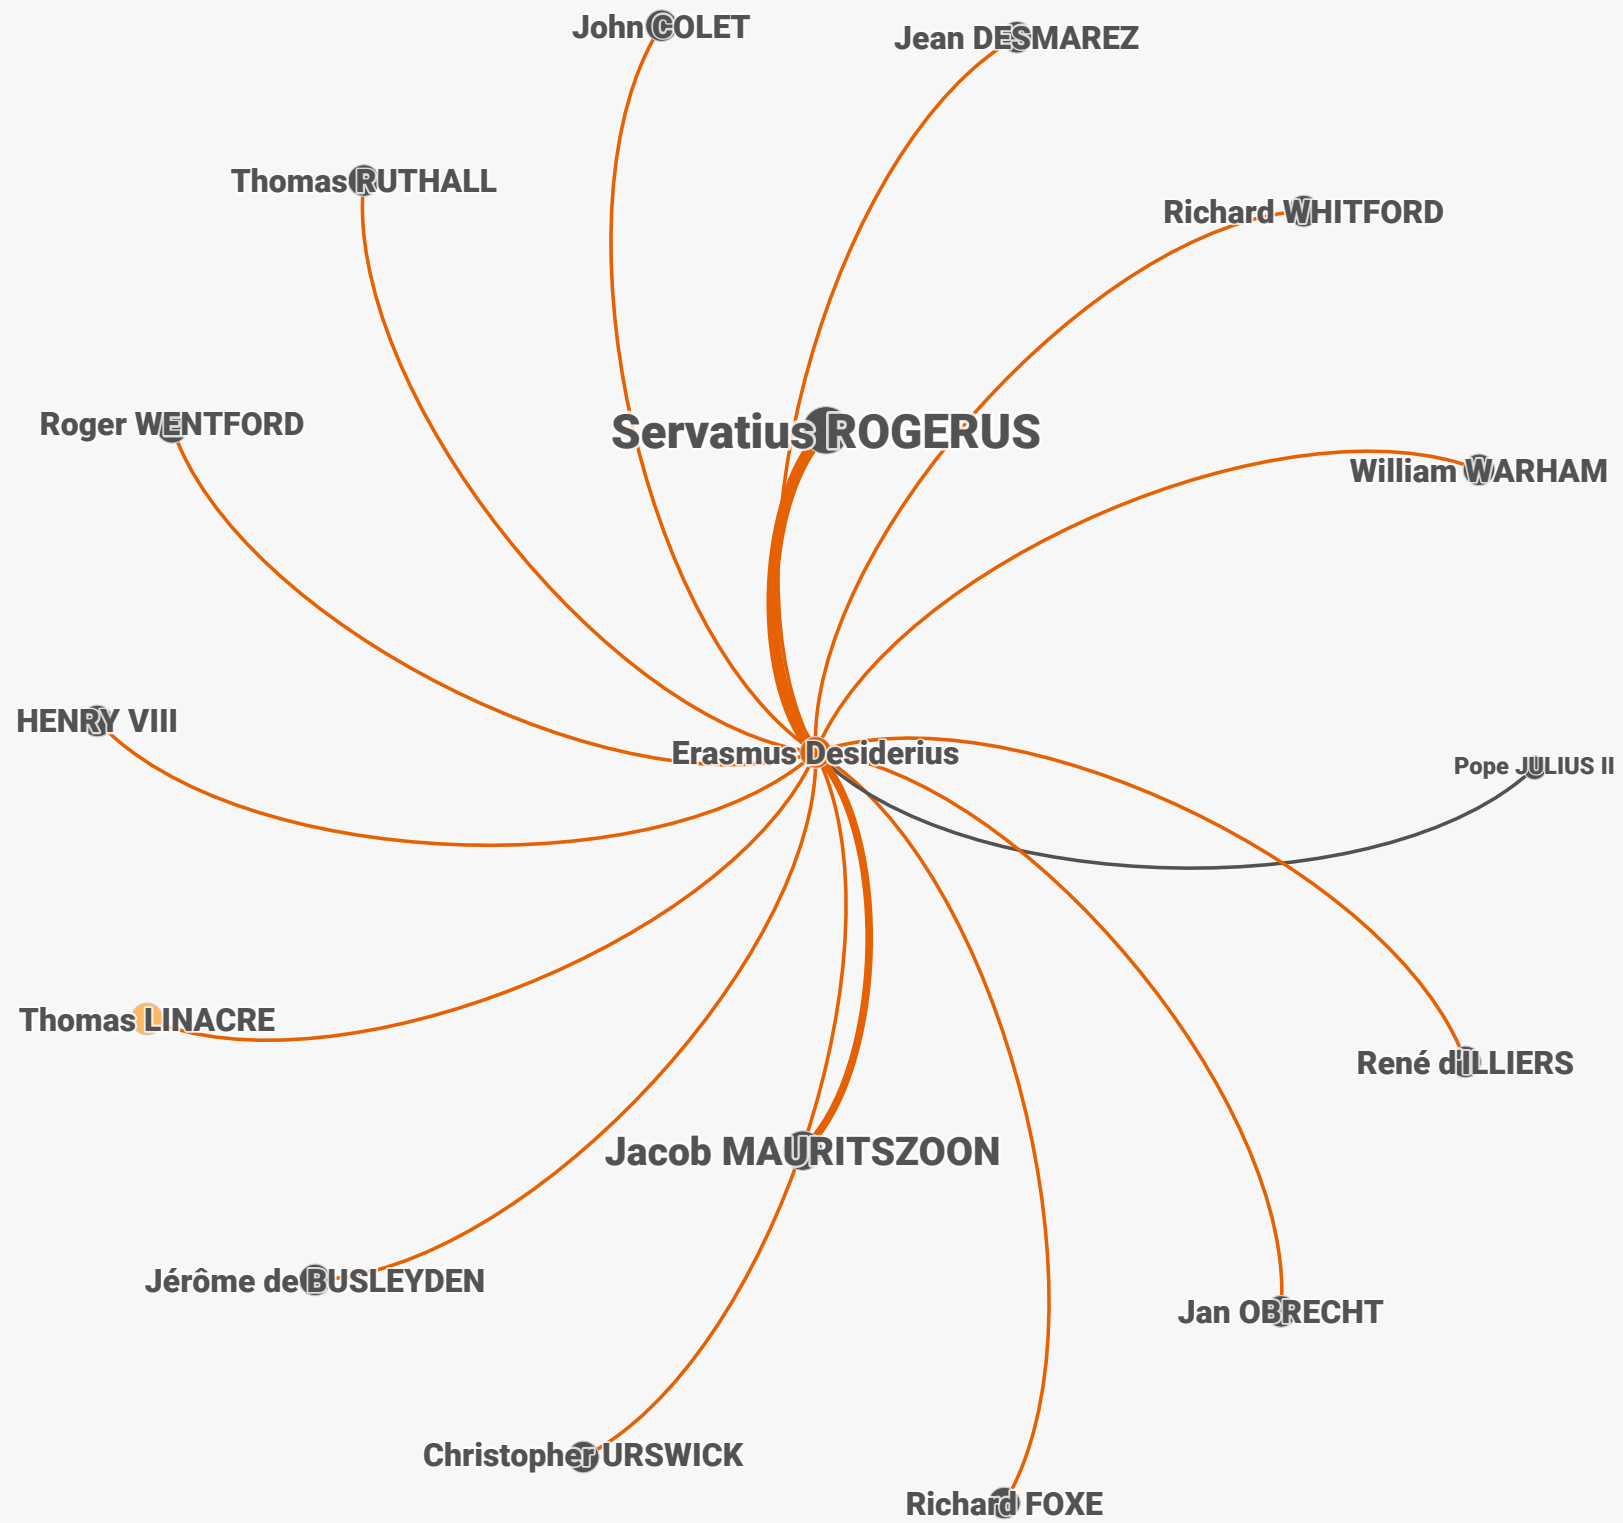 John COLET
Jean DESMAREZ
Thomas RUTHALL
Richard WHITFORD
Roger WENTFORD
Servatius ROGERUS
William WARHAM
HENRY VIII
Erasmus Desiderius
Pope JULIUS II
Thomas LINACRE
René d'ILLIERS
Jacob MAURITSZOON
Jérôme de BUSLEYDEN
Jan OBRECHT
Christopher URSWICK
Richard FOXE